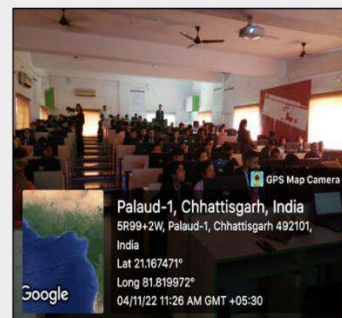 GPS Map Camera
Palaud-1, Chhattisgarh, India
5R99+2W, Palaud-1, Chhattisgarh 492101,
India
Lat 21.167471°
Long 81.819972°
04/11/22 11:26 AM GMT +05:30
Google